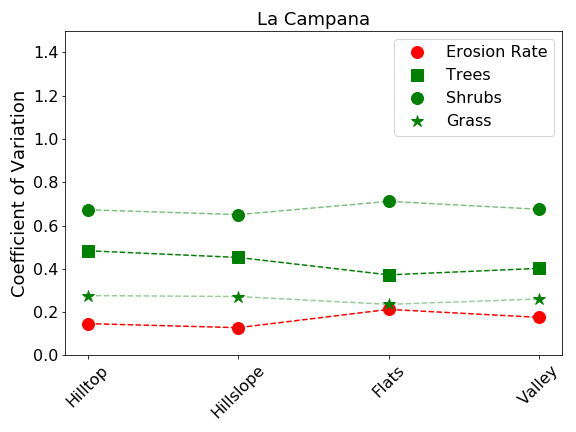 La Campana
Erosion Rate
Trees
Shrubs
Grass
Coefficient of Variation
1.4
1.2
1.0
0.8
0.6
0.4
0.2
0.0
Hilltop
Hillslope
Flats
Valley